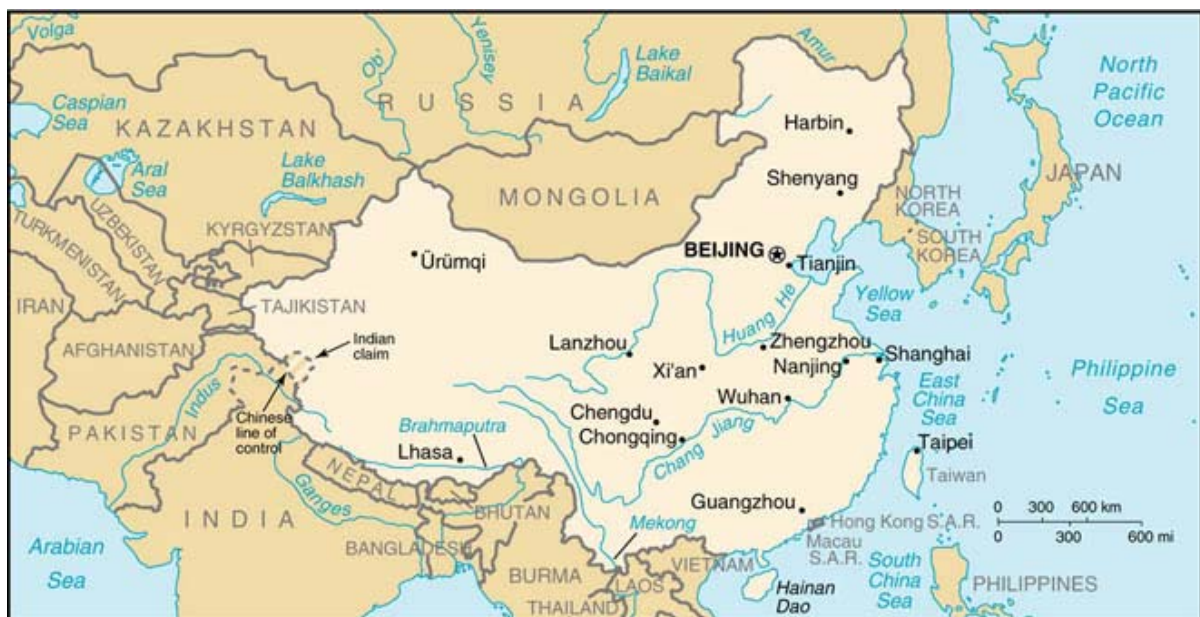 Volga
Ob'
Yenisey
Lake
Baikal
Amur
North
Pacific
Ocean
RUSSIA
Caspian
Sea
KAZAKHSTAN
Harbin
Aral
Sea
Lake
Balkhash
MONGOLIA
Shenyang
JAPAN
NORTH
KOREA
UZBEKISTAN
TURKMENISTAN
KYRGYZSTAN
Ürümqi
BEIJING
Tianjin
SOUTH
KOREA
IRAN
TAJIKISTAN
Yellow
Sea
Huang He
AFGHANISTAN
Indian
claim
Lanzhou
Zhengzhou
Xi'an
Nanjing
Shanghai
Indus
Philippine
Sea
East
China
Sea
Wuhan
Chinese
line of
control
Chengdu
Chongqing
Chang Jiang
PAKISTAN
Brahmaputra
Lhasa
Taipei
Taiwan
NEPAL
Ganges
BHUTAN
Guangzhou
0 300 600 km
0 300 600 mi
INDIA
Hong Kong S.A.R.
Macau
S.A.R.
Mekong
Arabian
Sea
BANGLADESH
BURMA
VIETNAM
LAOS
THAILAND
Hainan
Dao
South
China
Sea
PHILIPPINES